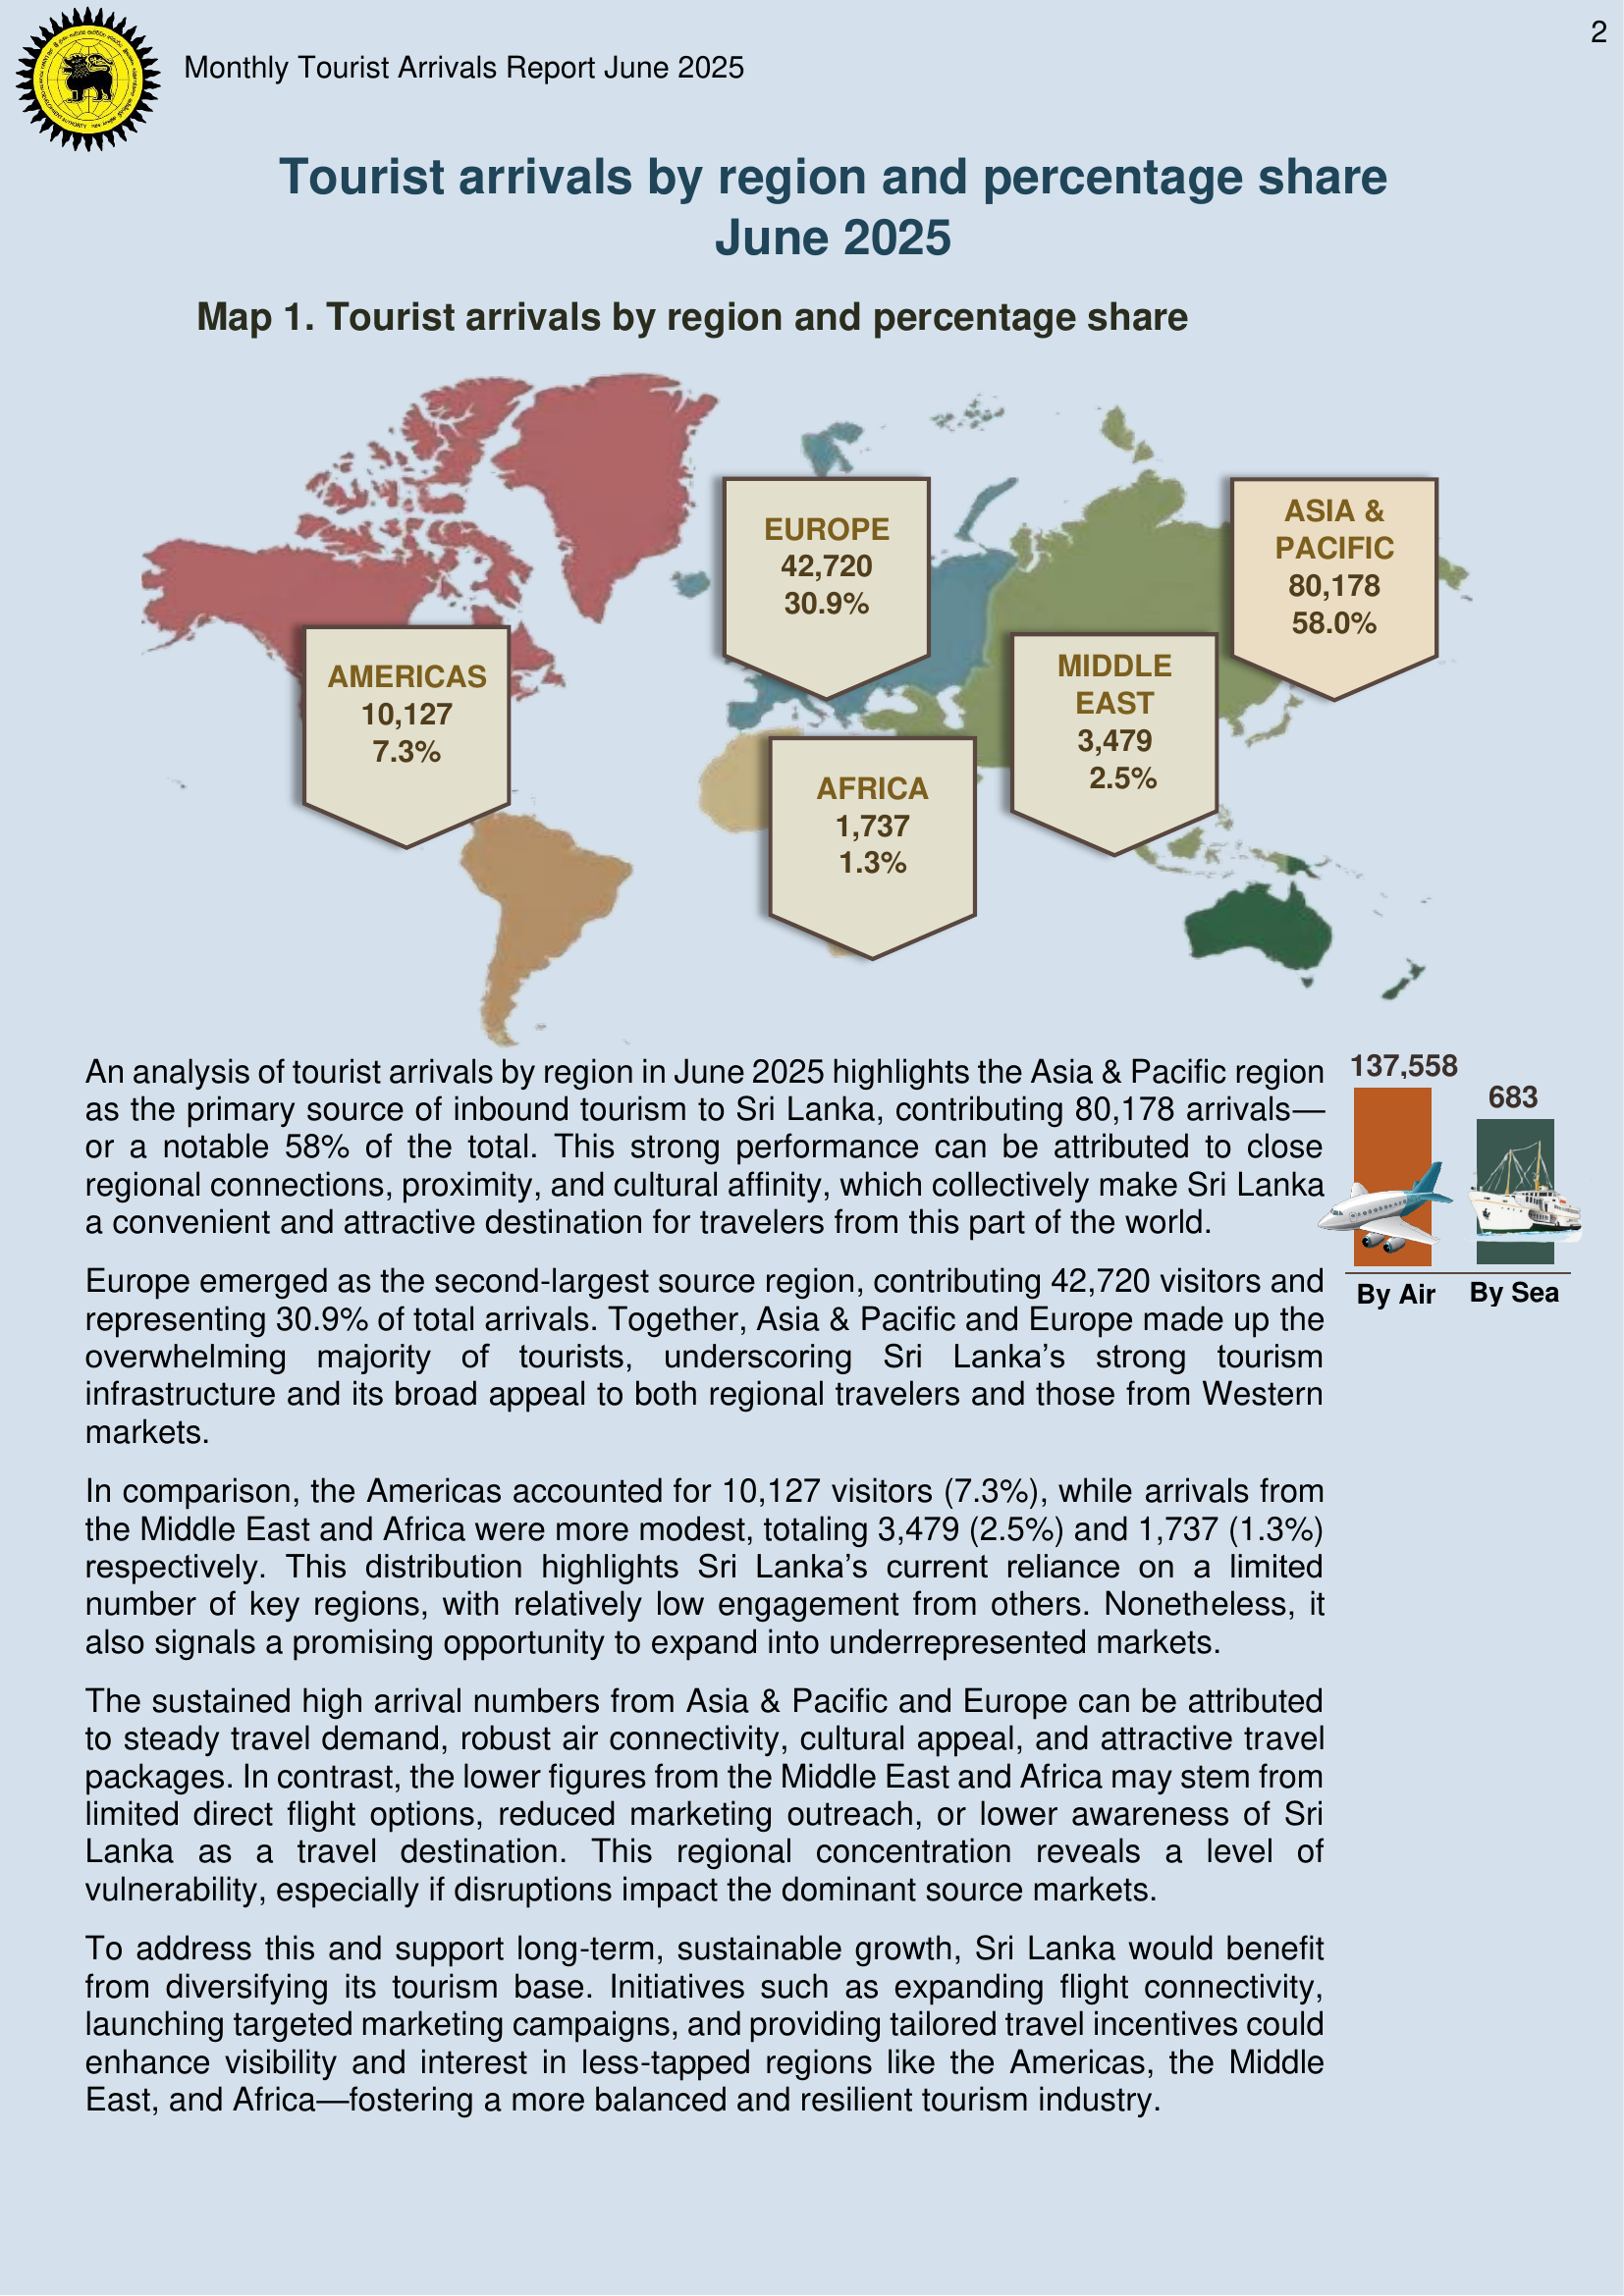 2
Monthly Tourist Arrivals Report June 2025
Tourist arrivals by region and percentage share
June 2025
Map 1. Tourist arrivals by region and percentage share
EUROPE
42,720
30.9%
ASIA &
PACIFIC
80,178
58.0%
AMERICAS
10,127
7.3%
MIDDLE
EAST
3,479
2.5%
AFRICA
1,737
1.3%
An analysis of tourist arrivals by region in June 2025 highlights the Asia & Pacific region
as the primary source of inbound tourism to Sri Lanka, contributing 80,178 arrivals—
or a notable 58% of the total. This strong performance can be attributed to close
regional connections, proximity, and cultural affinity, which collectively make Sri Lanka
a convenient and attractive destination for travelers from this part of the world.
137,558
683
By Air
By Sea
Europe emerged as the second-largest source region, contributing 42,720 visitors and
representing 30.9% of total arrivals. Together, Asia & Pacific and Europe made up the
overwhelming majority of tourists, underscoring Sri Lanka’s strong tourism
infrastructure and its broad appeal to both regional travelers and those from Western
markets.
In comparison, the Americas accounted for 10,127 visitors (7.3%), while arrivals from
the Middle East and Africa were more modest, totaling 3,479 (2.5%) and 1,737 (1.3%)
respectively. This distribution highlights Sri Lanka’s current reliance on a limited
number of key regions, with relatively low engagement from others. Nonetheless, it
also signals a promising opportunity to expand into underrepresented markets.
The sustained high arrival numbers from Asia & Pacific and Europe can be attributed
to steady travel demand, robust air connectivity, cultural appeal, and attractive travel
packages. In contrast, the lower figures from the Middle East and Africa may stem from
limited direct flight options, reduced marketing outreach, or lower awareness of Sri
Lanka as a travel destination. This regional concentration reveals a level of
vulnerability, especially if disruptions impact the dominant source markets.
To address this and support long-term, sustainable growth, Sri Lanka would benefit
from diversifying its tourism base. Initiatives such as expanding flight connectivity,
launching targeted marketing campaigns, and providing tailored travel incentives could
enhance visibility and interest in less-tapped regions like the Americas, the Middle
East, and Africa—fostering a more balanced and resilient tourism industry.